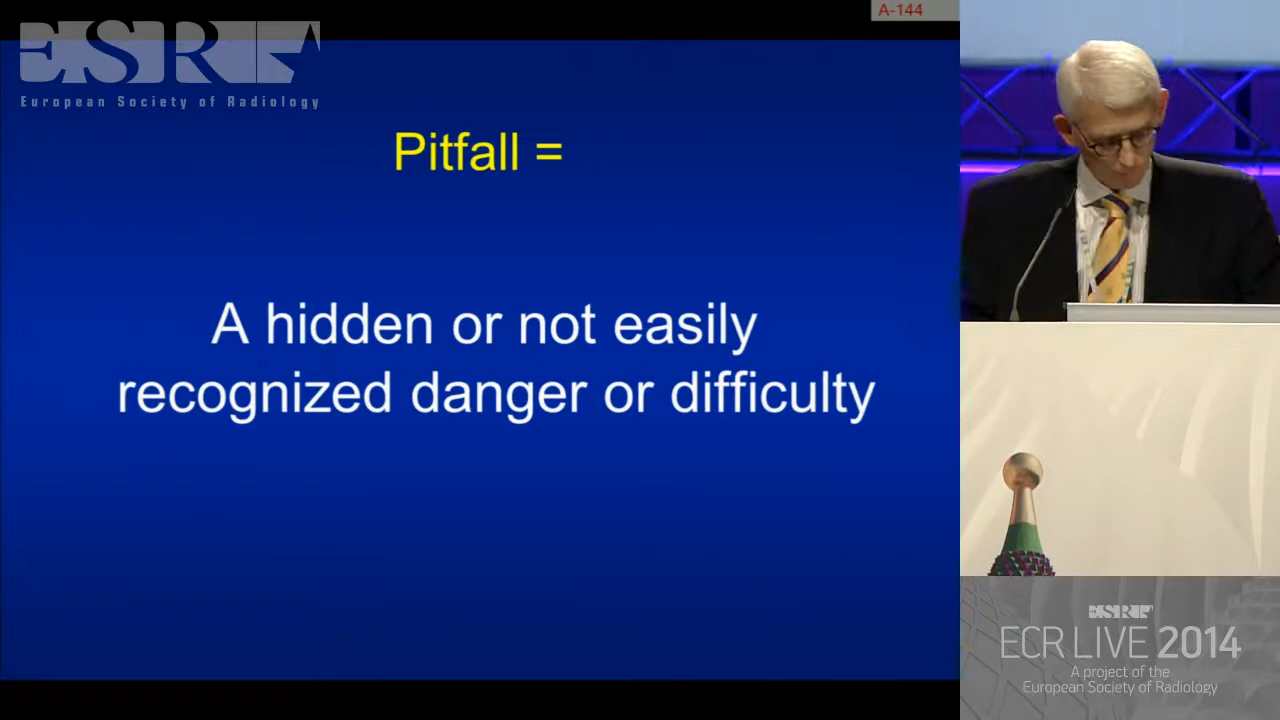 A-144
ESR
European Society of Radiology
Pitfall =
A hidden or not easily
recognized danger or difficulty
ESR
ECR LIVE 2014
A project of the
European Society of Radiology